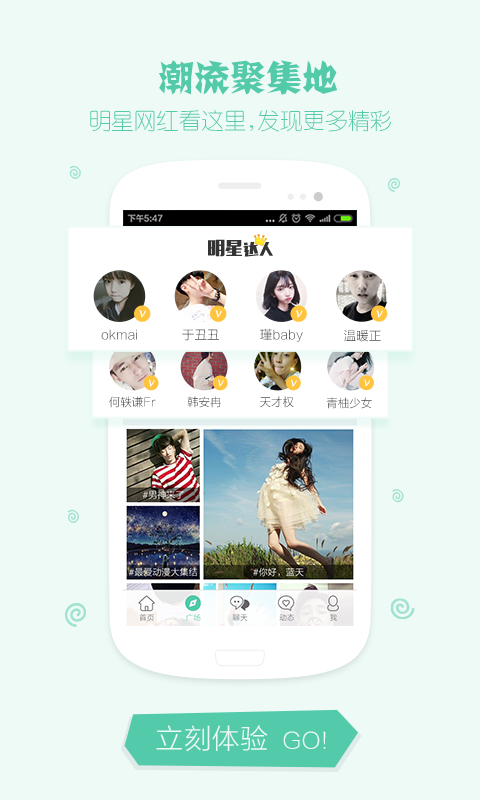 潮流聚集地
明星网红看这里,发现更多精彩
下午5:47
明星达人
okmai 于丑丑 瑾baby 温暖正
何轶谦Fr 韩安冉 天才权 青柚少女
#男神来了
#最爱动漫大集结
#你好，蓝天
首页 广场 聊天 动态 我
立刻体验 GO!